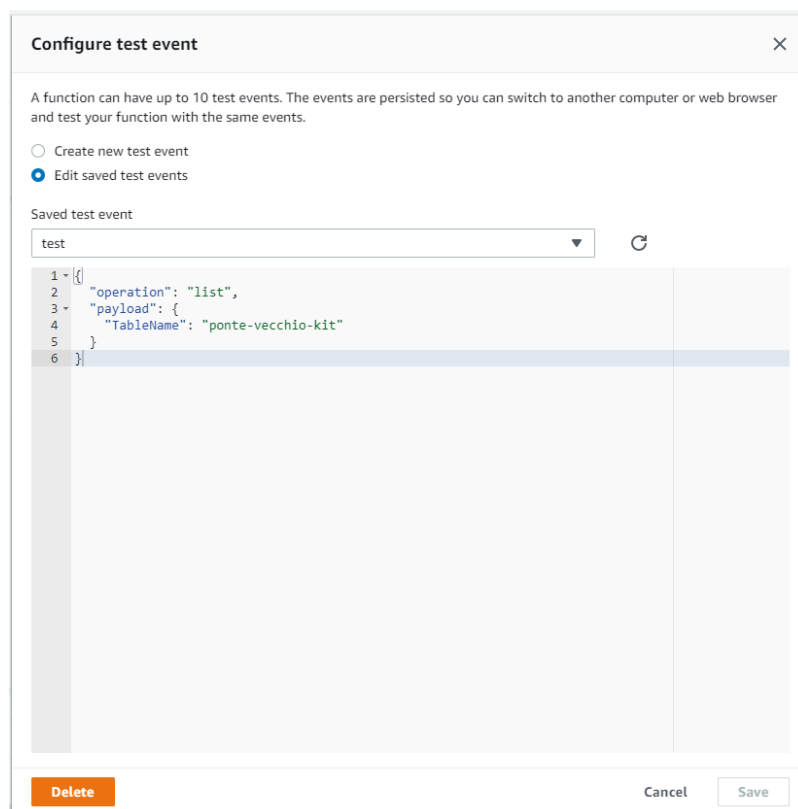 Configure test event
A function can have up to 10 test events. The events are persisted so you can switch to another computer or web browser
and test your function with the same events.
Create new test event
Edit saved test events
Saved test event
test
1 {
2 "operation": "list",
3 "payload": {
4 "TableName": "ponte-vecchio-kit"
5 }
6 }
Delete
Cancel
Save